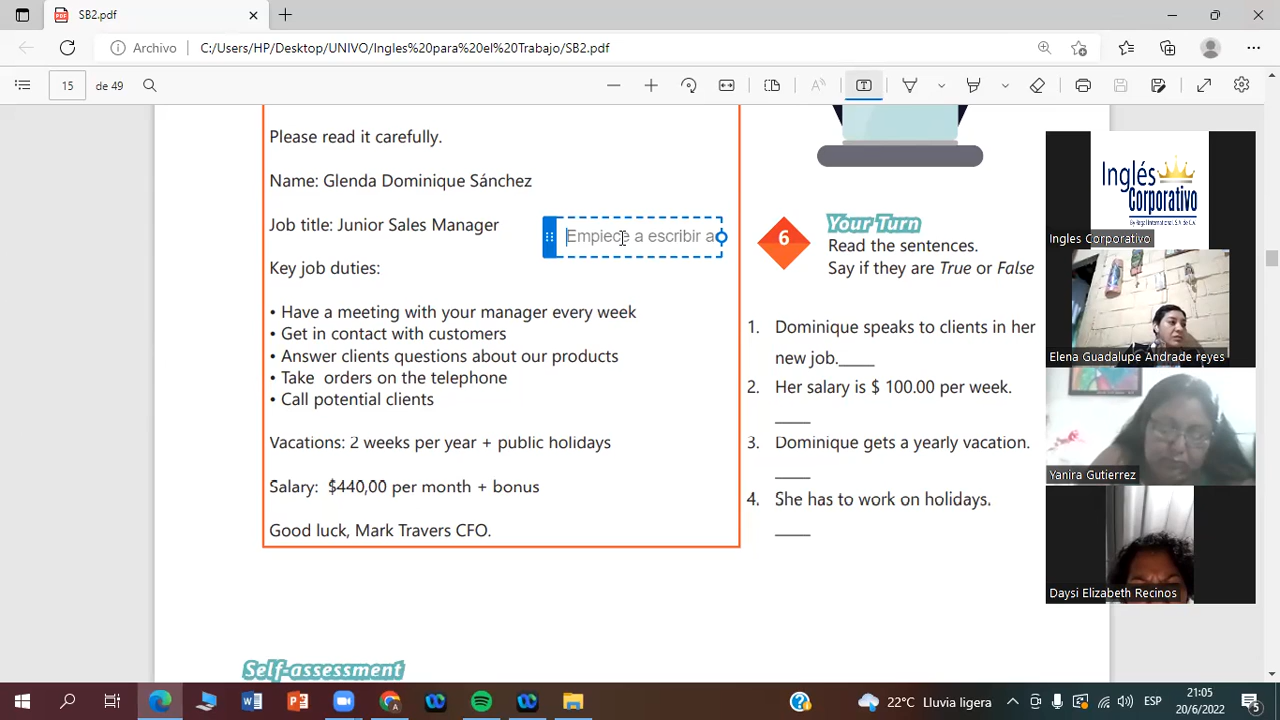 SB2.pdf
Archivo
C:/Users/HP/Desktop/UNIVO/Ingles%20para%20el%20Trabajo/SB2.pdf
15
de 49
Please read it carefully.
Name: Glenda Dominique Sánchez
Job title: Junior Sales Manager
Empiece a escribir a
Key job duties:
• Have a meeting with your manager every week
• Get in contact with customers
• Answer clients questions about our products
• Take orders on the telephone
• Call potential clients
Vacations: 2 weeks per year + public holidays
Salary: $440,00 per month + bonus
Good luck, Mark Travers CFO.
6
Your Turn
Read the sentences.
Say if they are True or False
1. Dominique speaks to clients in her
new job.____
2. Her salary is $ 100.00 per week.
____
3. Dominique gets a yearly vacation.
____
4. She has to work on holidays.
____
Self-assessment
Inglés
Corporativo
Ingles Corporativo
Elena Guadalupe Andrade reyes
Yanira Gutierrez
Daysi Elizabeth Recinos
22°C Lluvia ligera
ESP
21:05
20/6/2022
5